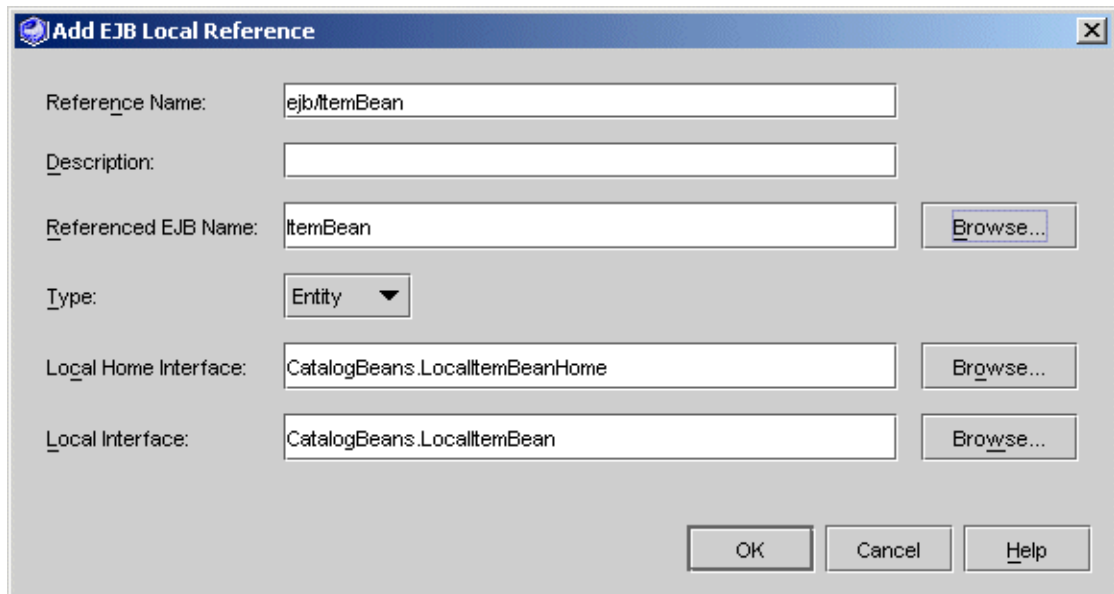 Add EJB Local Reference
Reference Name: ejb/ItemBean
Description:
Referenced EJB Name: ItemBean Browse...
Type: Entity
Local Home Interface: CatalogBeans.LocalItemBeanHome Browse...
Local Interface: CatalogBeans.LocalItemBean Browse...
OK Cancel Help